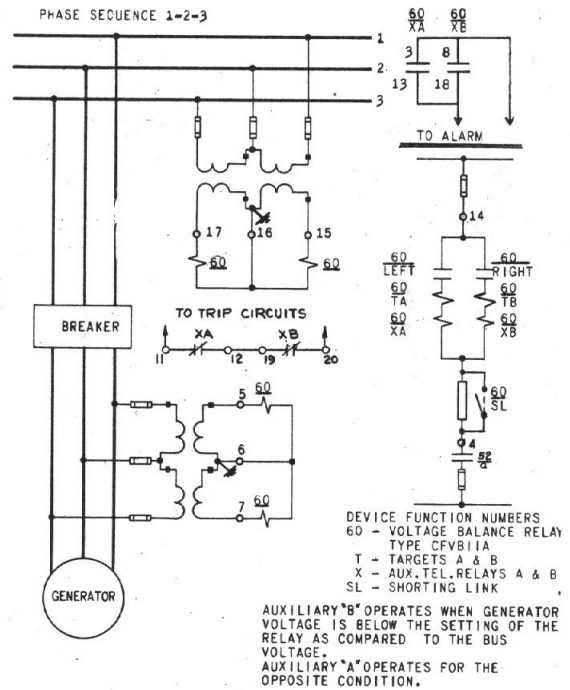 PHASE SEQUENCE 1-2-3
60 60
XA XB
1
3 8
2
13 18
3
TO ALARM
14
17 16 15
60 60
60 60
LEFT RIGHT
60 60
TA TB
60 60
XA XB
TO TRIP CIRCUITS
XA XB
11 12 19 20
BREAKER
60
5
60
SL
6
4
52
a
60
7
GENERATOR
DEVICE FUNCTION NUMBERS
60 - VOLTAGE BALANCE RELAY
TYPE CFVB11A
T - TARGETS A & B
X - AUX.TEL.RELAYS A & B
SL - SHORTING LINK
AUXILIARY "B" OPERATES WHEN GENERATOR
VOLTAGE IS BELOW THE SETTING OF THE
RELAY AS COMPARED TO THE BUS
VOLTAGE.
AUXILIARY "A" OPERATES FOR THE
OPPOSITE CONDITION.